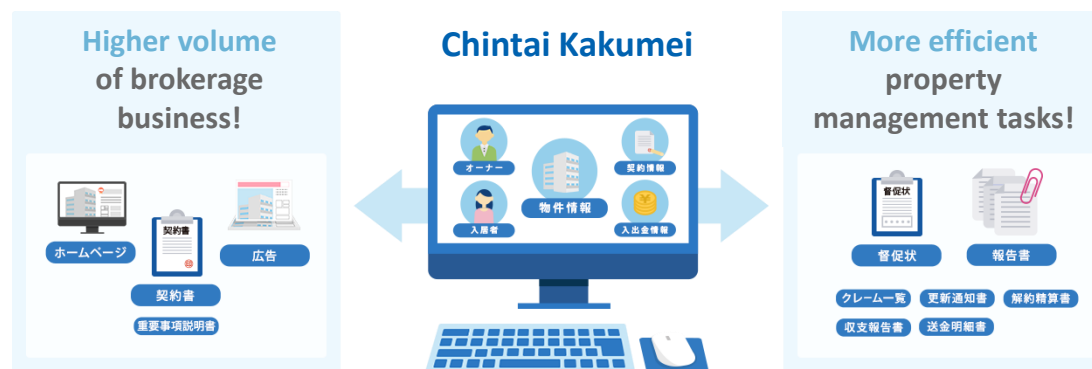 Higher volume
of brokerage
business!
契約書
ホームページ
広告
契約書
重要事項説明書
Chintai Kakumei
オーナー
契約情報
物件情報
入居者
入出金情報
More efficient
property
management tasks!
督促状
督促状
報告書
クレーム一覧
更新通知書
解約精算書
収支報告書
送金明細書